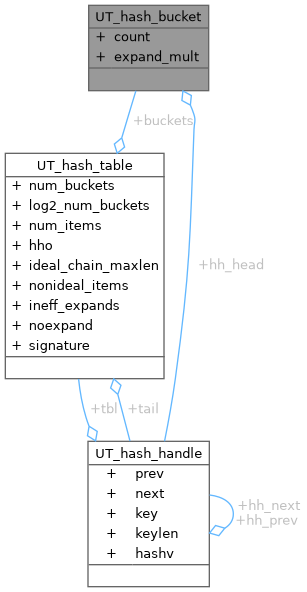 UT_hash_bucket
+ count
+ expand_mult
+buckets
UT_hash_table
+ num_buckets
+ log2_num_buckets
+ num_items
+ hho
+ ideal_chain_maxlen
+ nonideal_items
+ ineff_expands
+ noexpand
+ signature
+hh_head
+tbl
+tail
UT_hash_handle
+ prev
+ next
+ key
+ keylen
+ hashv
+hh_next
+hh_prev